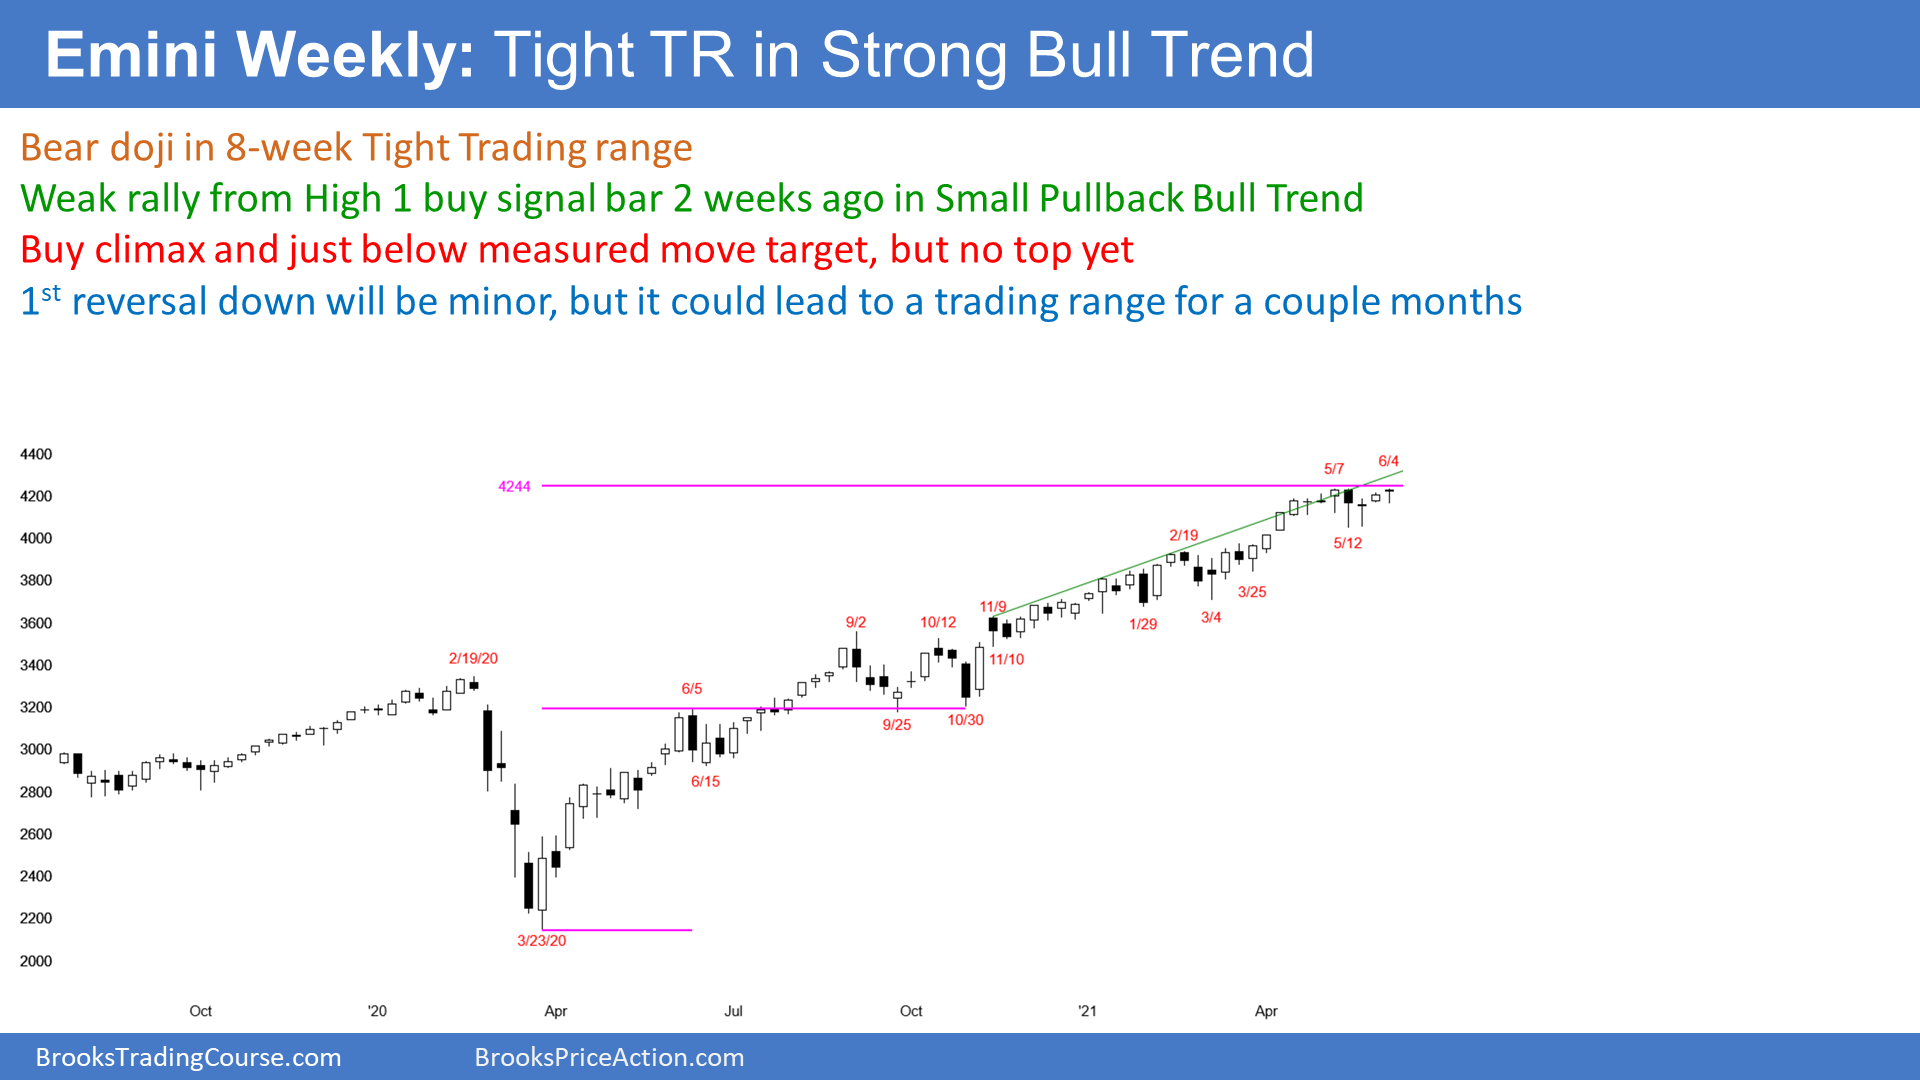 Emini Weekly: Tight TR in Strong Bull Trend
Bear doji in 8-week Tight Trading range
Weak rally from High 1 buy signal bar 2 weeks ago in Small Pullback Bull Trend
Buy climax and just below measured move target, but no top yet
1st reversal down will be minor, but it could lead to a trading range for a couple months
4400
4200
4000
3800
3600
3400
3200
3000
2800
2600
2400
2200
2000
4244
2/19/20
3/23/20
6/5
6/15
9/2
9/25
10/12
10/30
11/9
11/10
1/29
2/19
3/4
3/25
5/7
5/12
6/4
Oct
'20
Apr
Jul
Oct
'21
Apr
BrooksTradingCourse.com
BrooksPriceAction.com